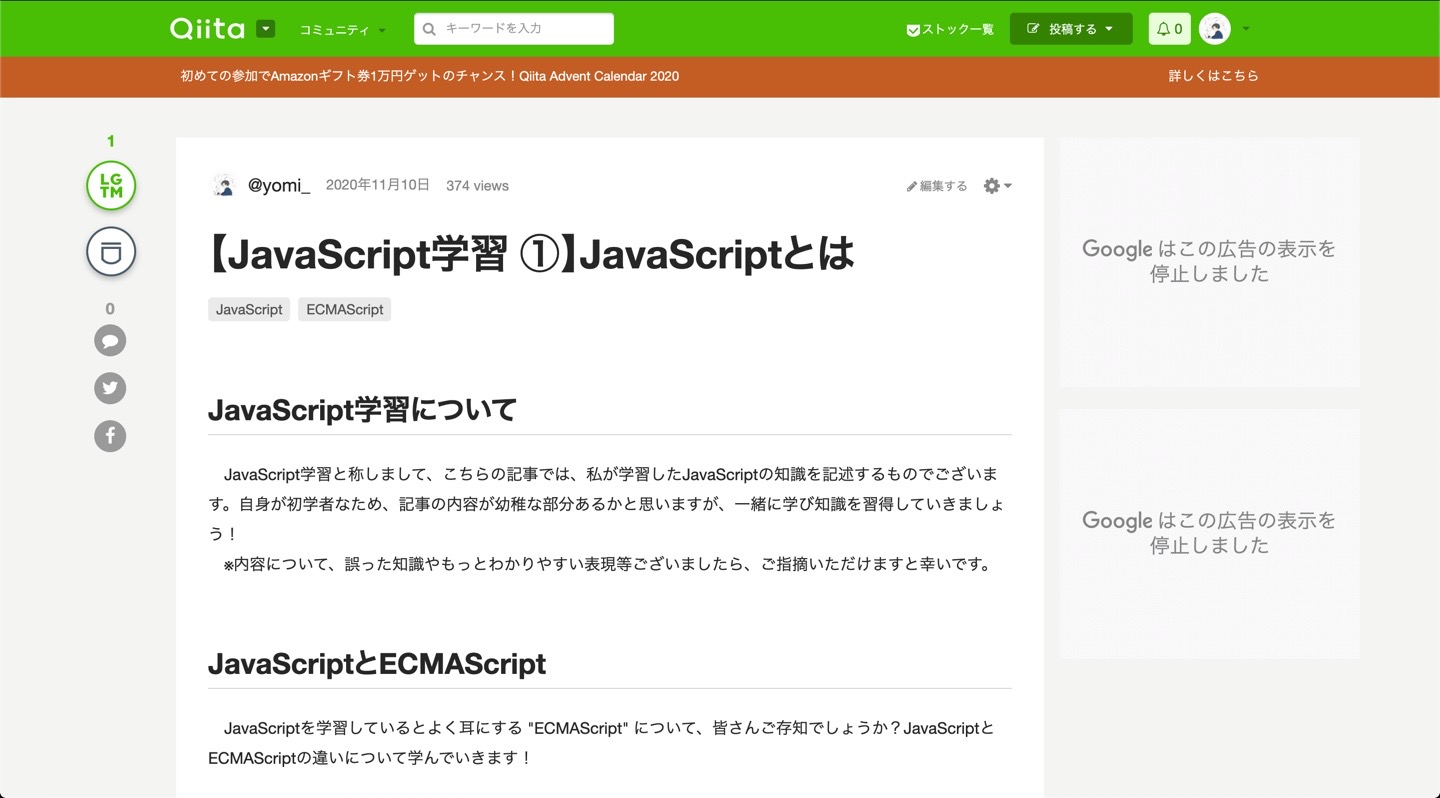 Qiita
コミュニティ
キーワードを入力
ストック一覧
投稿する
0
初めての参加でAmazonギフト券1万円ゲットのチャンス！Qiita Advent Calendar 2020
詳しくはこちら
1
LG
TM
0
@yomi_
2020年11月10日
374 views
編集する
【JavaScript学習 ①】JavaScriptとは
JavaScript
ECMAScript
JavaScript学習について
JavaScript学習と称しまして、こちらの記事では、私が学習したJavaScriptの知識を記述するものでございま
す。自身が初学者なため、記事の内容が幼稚な部分あるかと思いますが、一緒に学び知識を習得していきましょ
う！
※内容について、誤った知識やもっとわかりやすい表現等ございましたら、ご指摘いただけますと幸いです。
JavaScriptとECMAScript
JavaScriptを学習しているとよく耳にする "ECMAScript" について、皆さんご存知でしょうか？JavaScriptと
ECMAScriptの違いについて学んでいきます！
Google はこの広告の表示を
停止しました
Google はこの広告の表示を
停止しました